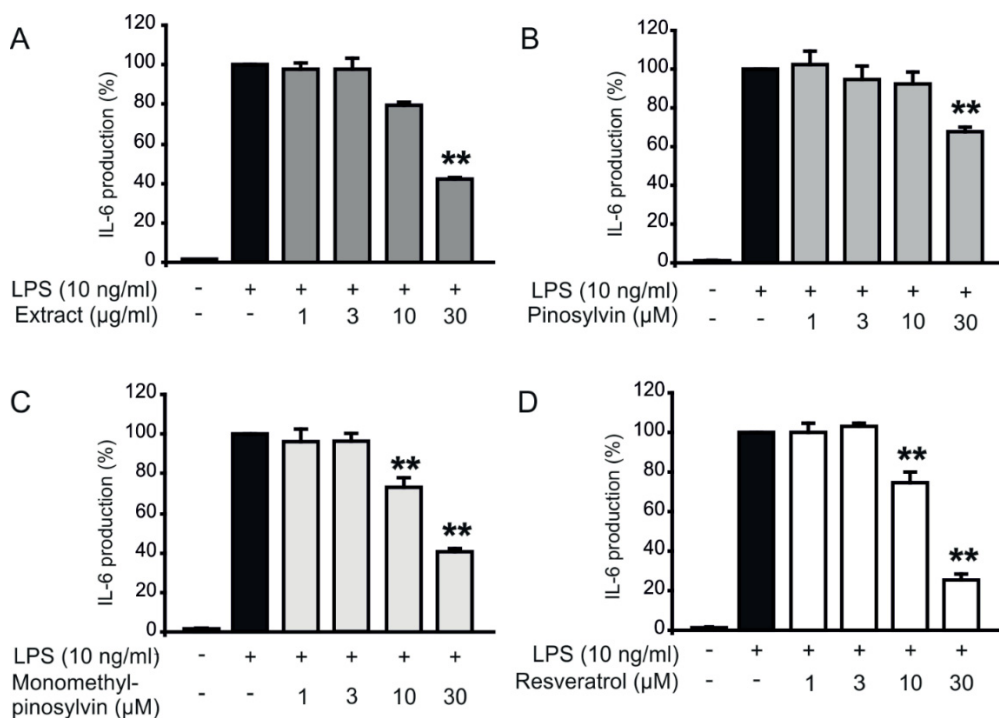 A
IL-6 production (%)
120
100
80
60
40
20
0
**
LPS (10 ng/ml) - + + + + +
Extract (µg/ml) - - 1 3 10 30
B
IL-6 production (%)
120
100
80
60
40
20
0
**
LPS (10 ng/ml) - + + + + +
Pinosylvin (µM) - - 1 3 10 30
C
IL-6 production (%)
120
100
80
60
40
20
0
**
**
LPS (10 ng/ml) - + + + + +
Monomethyl-
pinosylvin (µM) - - 1 3 10 30
D
IL-6 production (%)
120
100
80
60
40
20
0
**
**
LPS (10 ng/ml) - + + + + +
Resveratrol (µM) - - 1 3 10 30